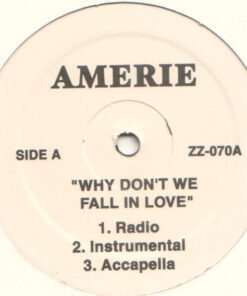 AMERIE
SIDE A ZZ-070A
"WHY DON'T WE
FALL IN LOVE"
1. Radio
2. Instrumental
3. Accapella